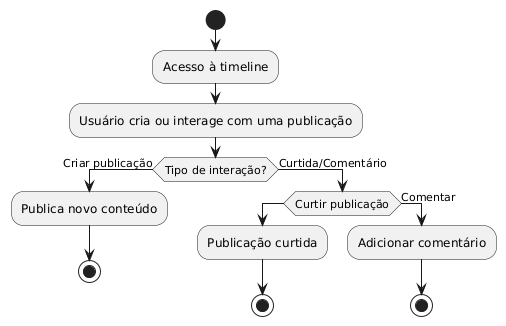 Acesso à timeline
Usuário cria ou interage com uma publicação
Criar publicação
Tipo de interação?
Curtida/Comentário
Publica novo conteúdo
Curtir publicação
Comentar
Publicação curtida
Adicionar comentário